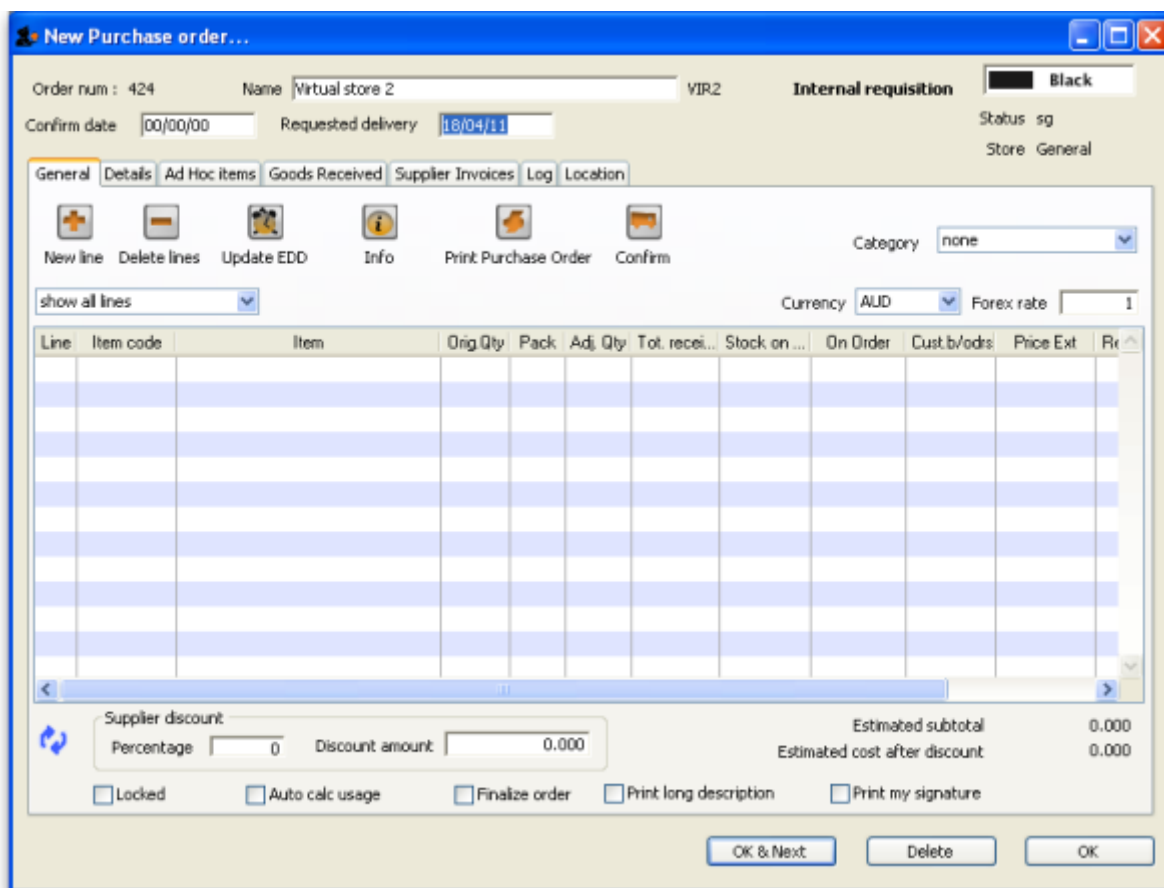 New Purchase order...
Order num : 424 Name Virtual store 2 VIR2 Internal requisition Black
Confirm date 00/00/00 Requested delivery 18/04/11 Status sg
Store General
General Details Ad Hoc items Goods Received Supplier Invoices Log Location
New line Delete lines Update EDD Info Print Purchase Order Confirm Category none
show all lines Currency AUD Forex rate 1
Line Item code Item Orig.Qty Pack Adj. Qty Tot. recei... Stock on ... On Order Cust.b/odrs Price Ext Re
Supplier discount Estimated subtotal 0.000
Percentage 0 Discount amount 0.000 Estimated cost after discount 0.000
Locked Auto calc usage Finalize order Print long description Print my signature
OK & Next Delete OK